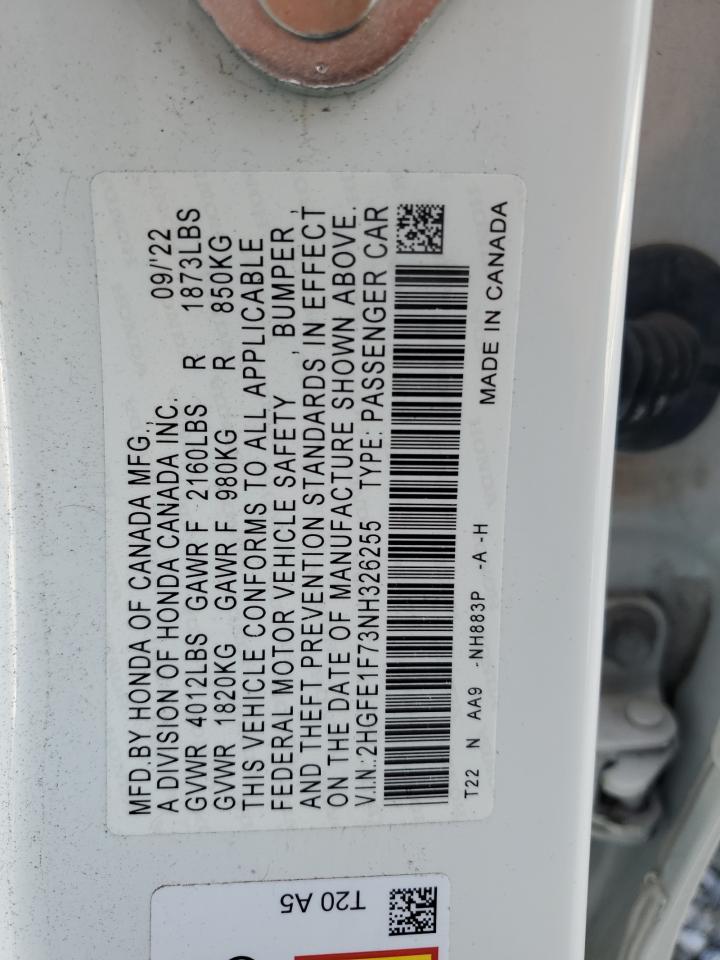 MFD. BY HONDA OF CANADA MFG., 09/'22
A DIVISION OF HONDA CANADA INC.
GVWR 4012LBS GAWR F 2160LBS R 1873LBS
GVWR 1820KG GAWR F 980KG R 850KG
THIS VEHICLE CONFORMS TO ALL APPLICABLE
FEDERAL MOTOR VEHICLE SAFETY , BUMPER ,
AND THEFT PREVENTION STANDARDS IN EFFECT
ON THE DATE OF MANUFACTURE SHOWN ABOVE.
V.I.N.: 2HGFE1F73NH326255 TYPE: PASSENGER CAR
T22 N AA9 -NH883P -A -H
MADE IN CANADA
T20 A5